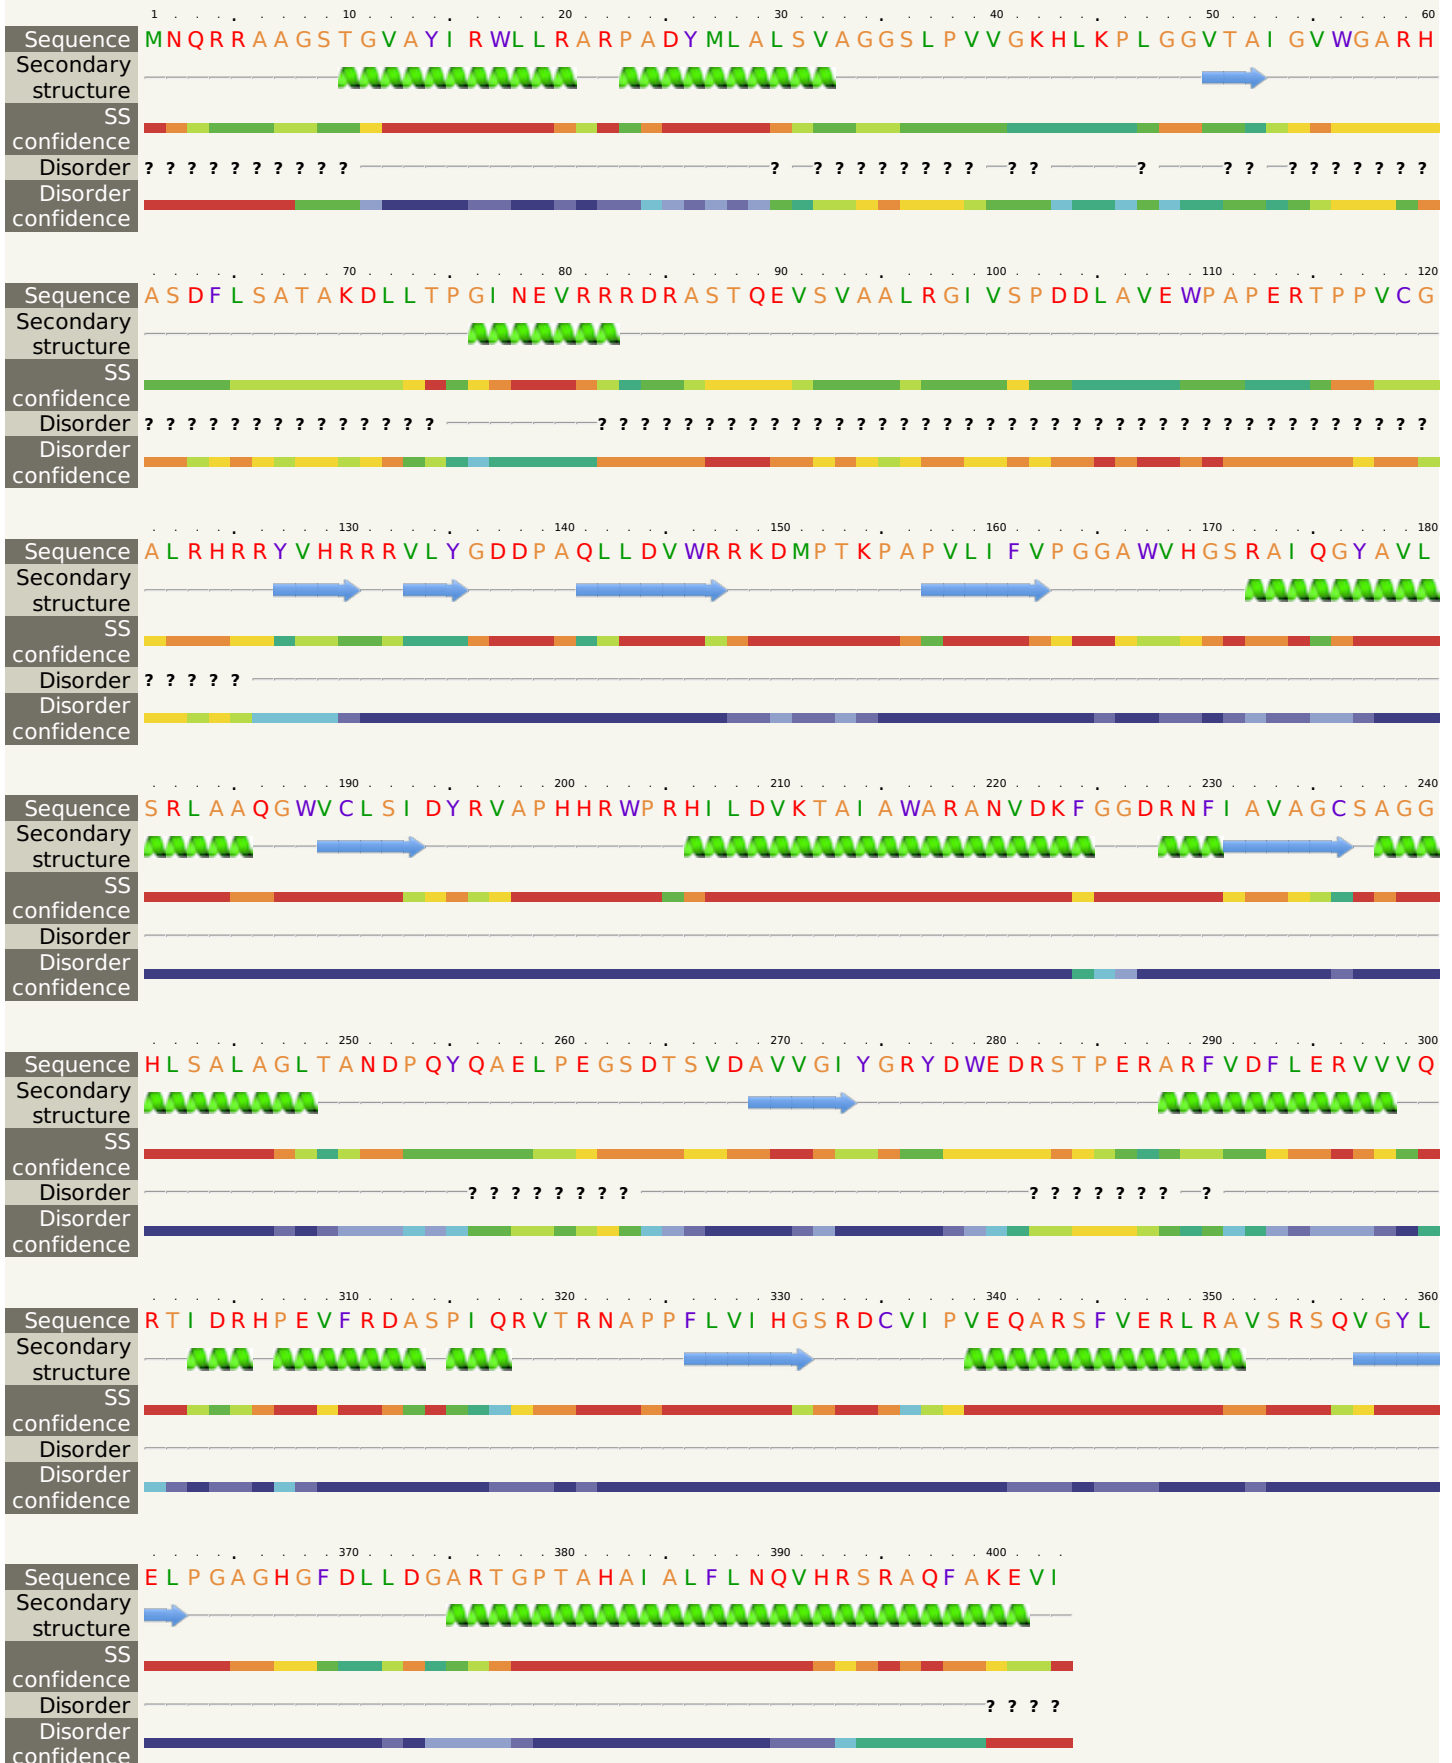 1 10 20 30 40 50 60
Sequence MNQRRAAGSTGVAYIRWLLRARPADYMLALSVAGGSLPVVGKHLKPLGGVTAIGVWGARH
Secondary
structure
SS
confidence
Disorder ? ? ? ? ? ? ? ? ? ? ? ? ? ? ? ? ? ? ? ? ? ? ? ? ? ? ? ? ? ? ?
Disorder
confidence
70 80 90 100 110 120
Sequence ASDFLSATAKDLLTPGINEVRRRDRASTQEVSVAALRGIVSPDDLAVEWPAPERTPPVCG
Secondary
structure
SS
confidence
Disorder ? ? ? ? ? ? ? ? ? ? ? ? ? ? ? ? ? ? ? ? ? ? ? ? ? ? ? ? ? ? ? ? ? ? ? ? ? ? ? ? ? ? ? ? ? ? ? ? ? ? ? ? ?
Disorder
confidence
130 140 150 160 170 180
Sequence ALRHRRYVHRRRVLYGDDPAQLLDVWRRKDMPTKPAPVLIFVPGGAWVHGSRAIQGYAVL
Secondary
structure
SS
confidence
Disorder ? ? ? ? ?
Disorder
confidence
190 200 210 220 230 240
Sequence SRLAAQGWVCLSIDYRVAPHHRWPRHILDVKTAIAWARANVDKFGGDRNFIAVAGCSAGG
Secondary
structure
SS
confidence
Disorder
Disorder
confidence
250 260 270 280 290 300
Sequence HLSALAGLTANDPQYQAELPEGSDTSVDAVVGIYGRYDWEDRSTPERARFVDFLERVVVQ
Secondary
structure
SS
confidence
Disorder ? ? ? ? ? ? ? ? ? ? ? ? ? ? ? ?
Disorder
confidence
310 320 330 340 350 360
Sequence RTIDRHPEVFRDASPIQRVTRNAPPFLVIHGSRDCVIPVEQARSFVERLRAVSRSQVGYL
Secondary
structure
SS
confidence
Disorder
Disorder
confidence
370 380 390 400
Sequence ELPGAGHGFDLLDGARTGPTAHAIALFLNQVHRSRAQFAKEVI
Secondary
structure
SS
confidence
Disorder ? ? ? ?
Disorder
confidence